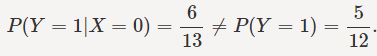 P(Y = 1|X = 0) = 6/13 ≠ P(Y = 1) = 5/12.